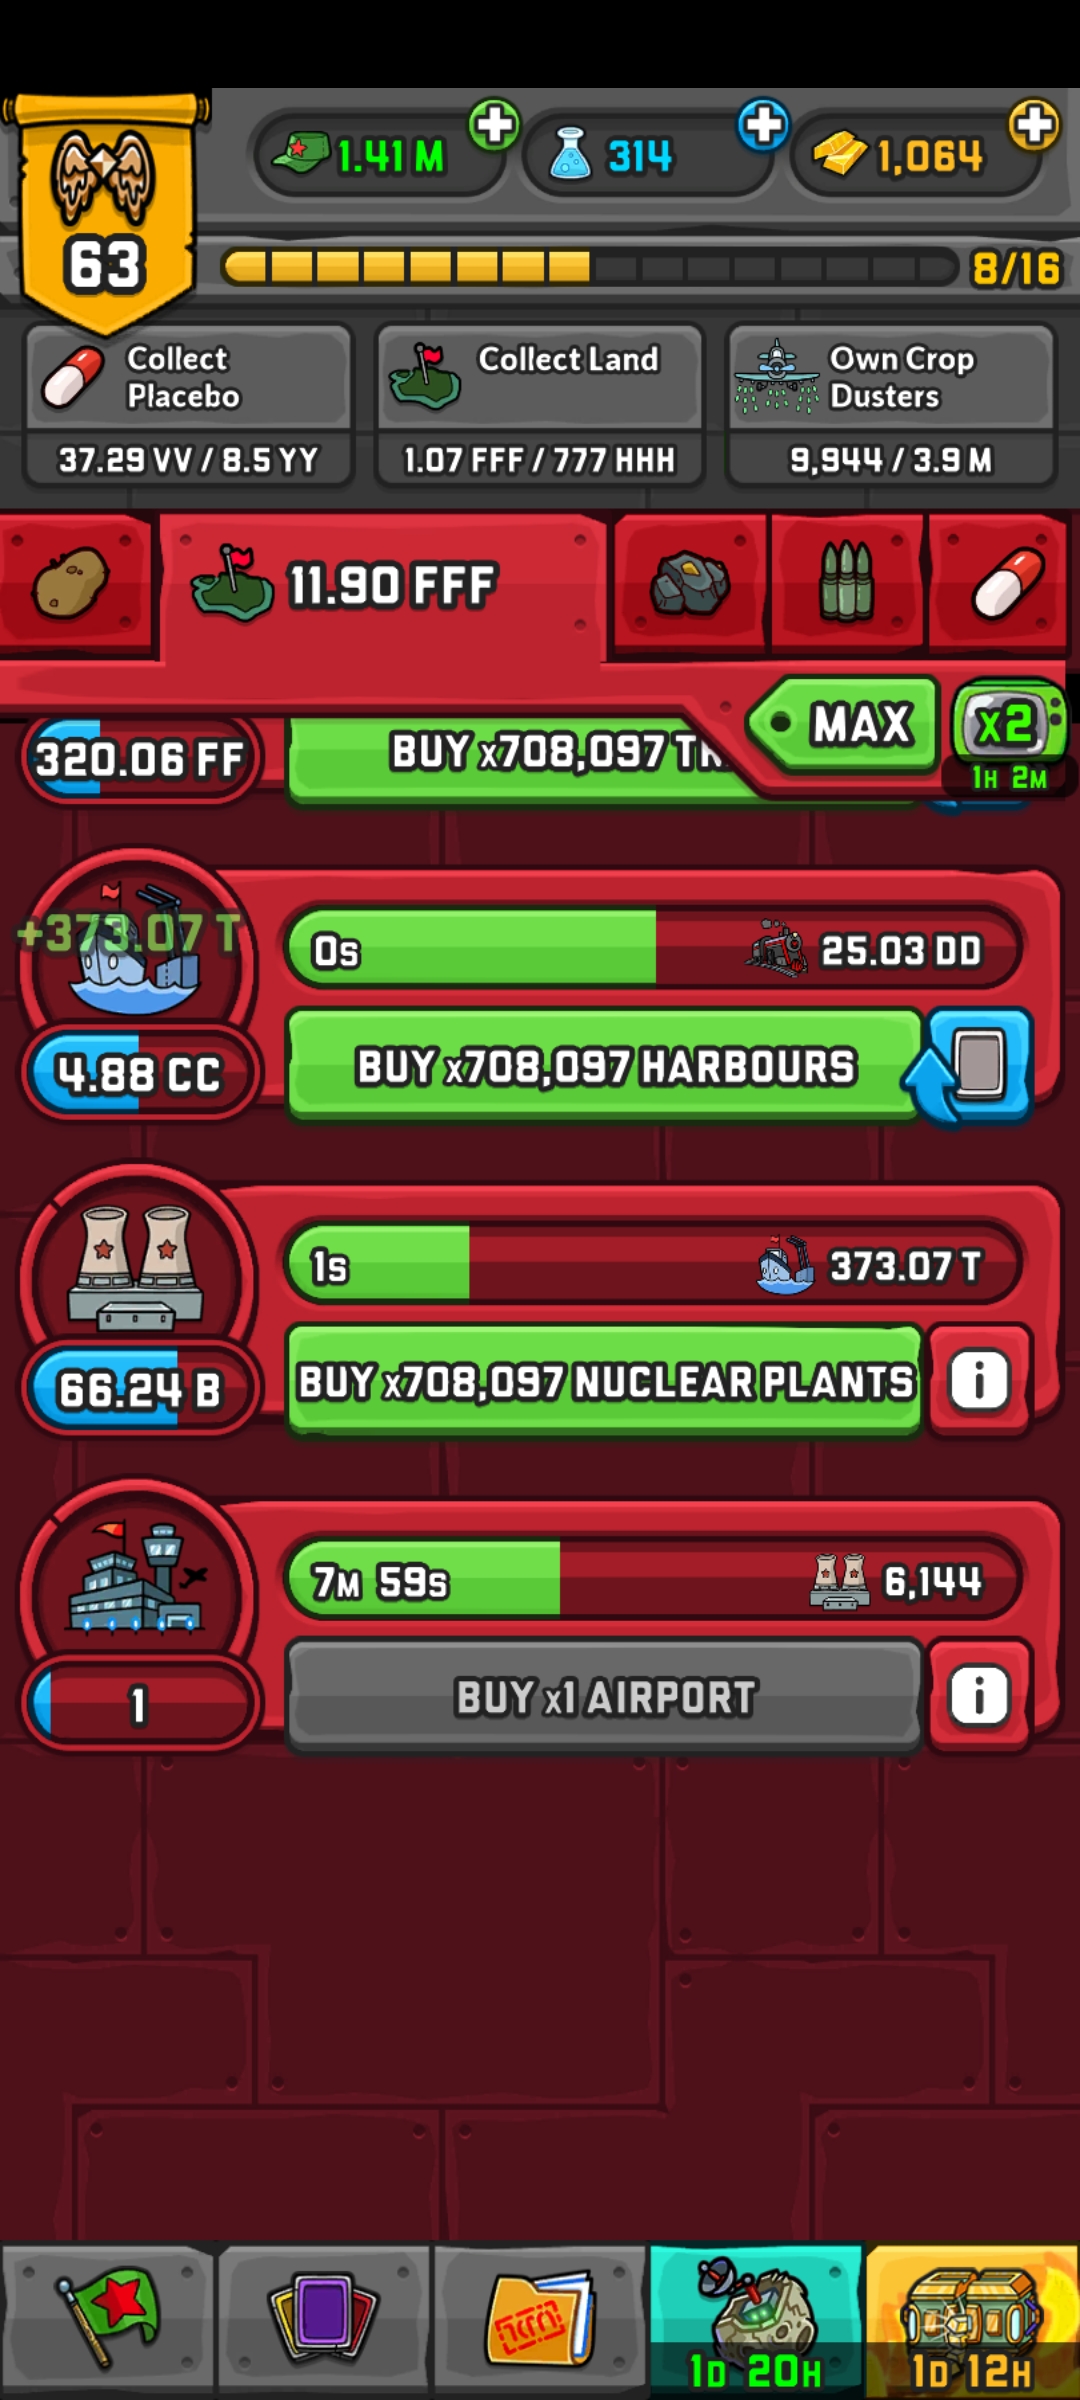 1.41 M
314
1,064
63
8/16
Collect
Placebo
37.29 VV / 8.5 YY
Collect Land
1.07 FFF / 777 HHH
Own Crop
Dusters
9,944 / 3.9 M
11.90 FFF
MAX
x2
1H 2M
320.06 FF
BUY x708,097
+373.07 T
0s
25.03 DD
4.88 CC
BUY x708,097 HARBOURS
1s
373.07 T
66.24 B
BUY x708,097 NUCLEAR PLANTS
i
7M 59s
6,144
1
BUY x1 AIRPORT
i
1D 20H
1D 12H